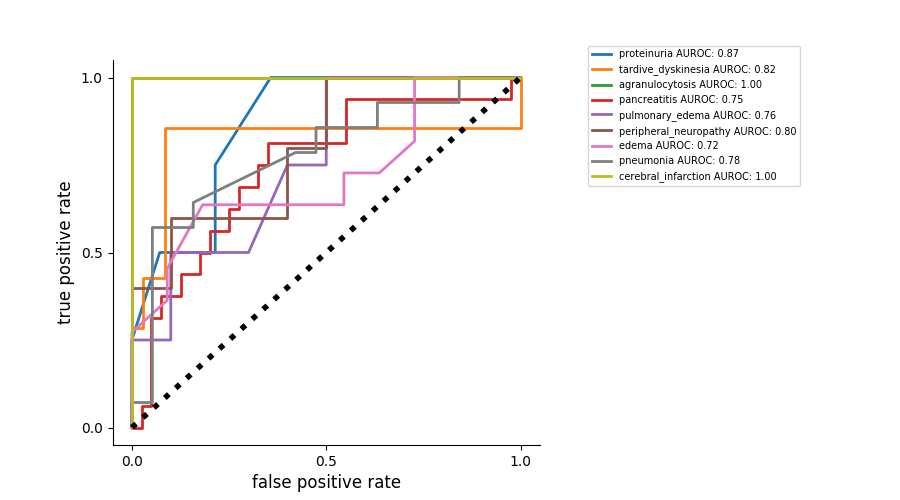 proteinuria AUROC: 0.87
tardive_dyskinesia AUROC: 0.82
agranulocytosis AUROC: 1.00
pancreatitis AUROC: 0.75
pulmonary_edema AUROC: 0.76
peripheral_neuropathy AUROC: 0.80
edema AUROC: 0.72
pneumonia AUROC: 0.78
cerebral_infarction AUROC: 1.00
1.0
0.5
0.0
true positive rate
0.0 0.5 1.0
false positive rate